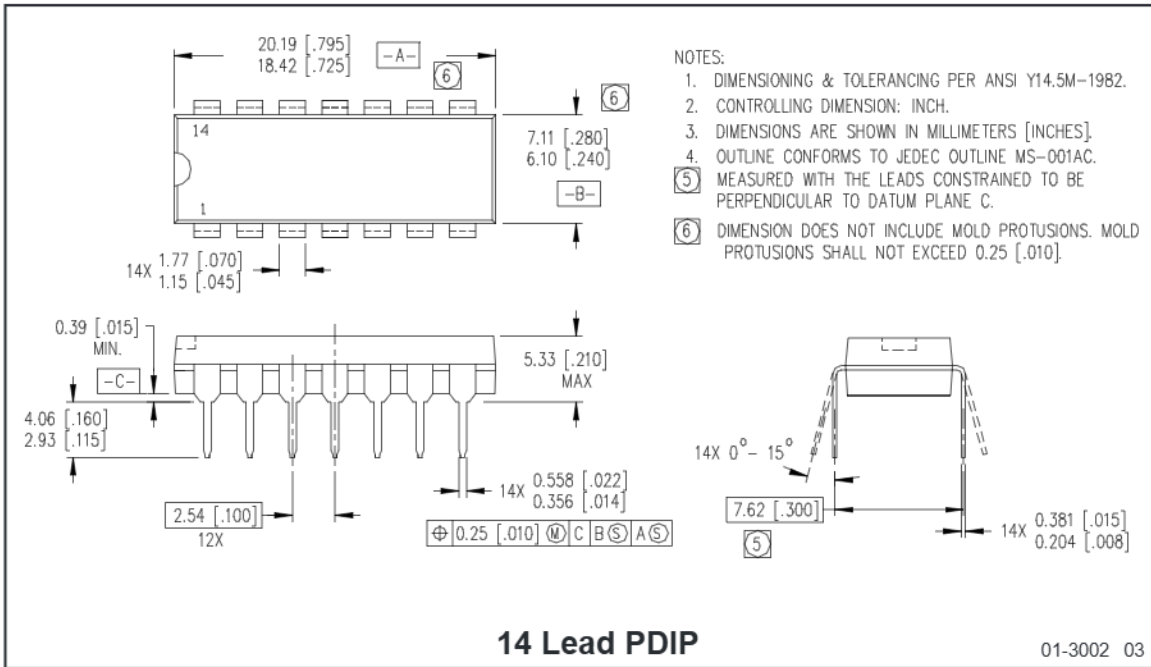 20.19 [.795]
18.42 [.725]
-A-
6
6
14
1
7.11 [.280]
6.10 [.240]
-B-
14X 1.77 [.070]
1.15 [.045]
NOTES:
1. DIMENSIONING & TOLERANCING PER ANSI Y14.5M-1982.
2. CONTROLLING DIMENSION: INCH.
3. DIMENSIONS ARE SHOWN IN MILLIMETERS [INCHES].
4. OUTLINE CONFORMS TO JEDEC OUTLINE MS-001AC.
5 MEASURED WITH THE LEADS CONSTRAINED TO BE
PERPENDICULAR TO DATUM PLANE C.
6 DIMENSION DOES NOT INCLUDE MOLD PROTUSIONS. MOLD
PROTUSIONS SHALL NOT EXCEED 0.25 [.010].
0.39 [.015]
MIN.
-C-
4.06 [.160]
2.93 [.115]
5.33 [.210]
MAX
2.54 [.100]
12X
14X 0.558 [.022]
0.356 [.014]
⌖ 0.25 [.010] Ⓜ C BⓈ AⓈ
14X 0°- 15°
7.62 [.300]
5
14X 0.381 [.015]
0.204 [.008]
14 Lead PDIP
01-3002 03